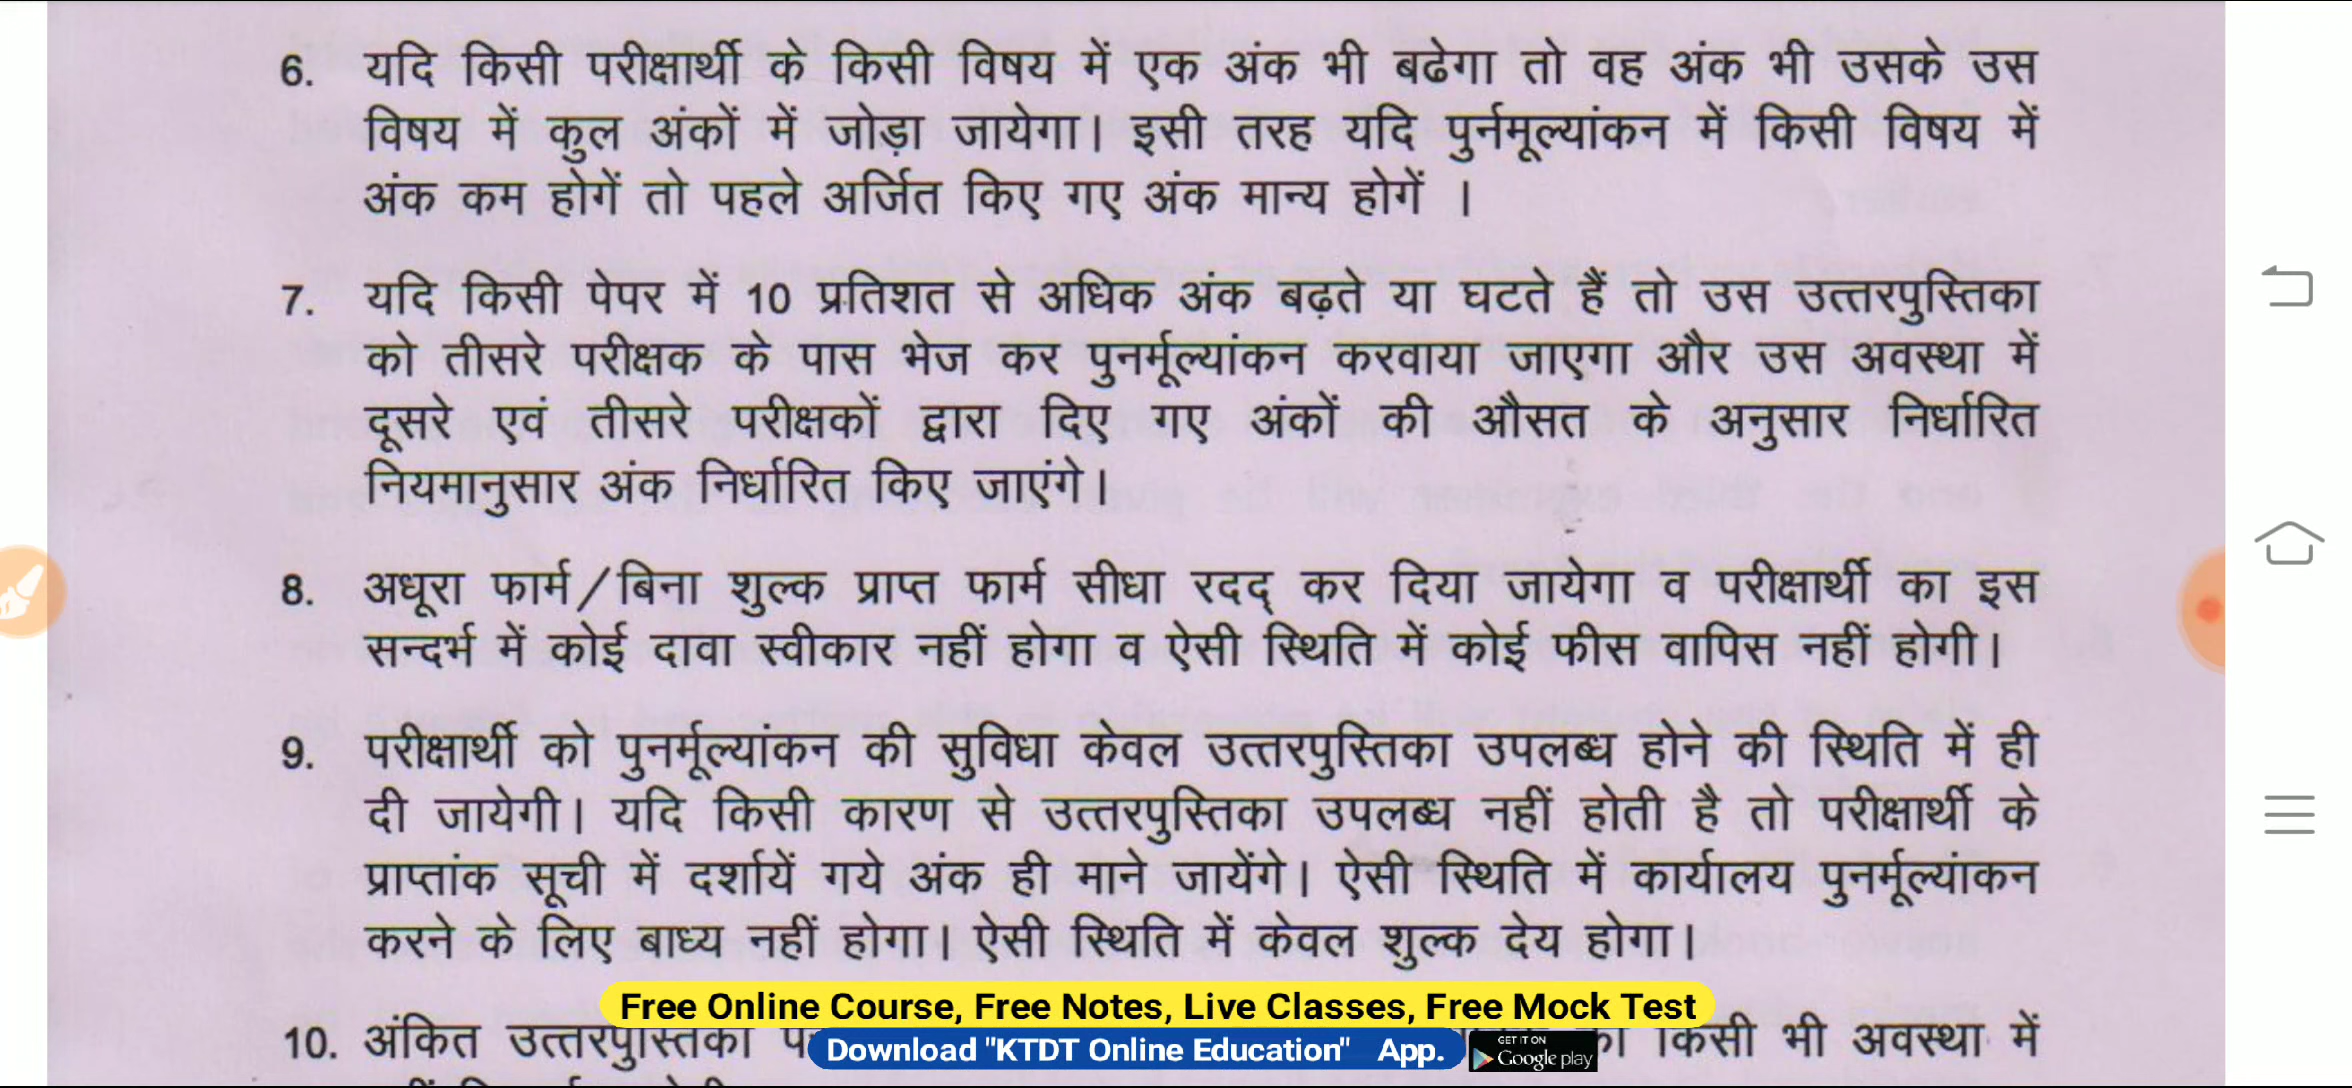 6. यदि किसी परीक्षार्थी के किसी विषय में एक अंक भी बढेगा तो वह अंक भी उसके उस
विषय में कुल अंकों में जोड़ा जायेगा। इसी तरह यदि पुर्नमूल्यांकन में किसी विषय में
अंक कम होगें तो पहले अर्जित किए गए अंक मान्य होगें ।
7. यदि किसी पेपर में 10 प्रतिशत से अधिक अंक बढ़ते या घटते हैं तो उस उत्तरपुस्तिका
को तीसरे परीक्षक के पास भेज कर पुनर्मूल्यांकन करवाया जाएगा और उस अवस्था में
दूसरे एवं तीसरे परीक्षकों द्वारा दिए गए अंकों की औसत के अनुसार निर्धारित
नियमानुसार अंक निर्धारित किए जाएंगे।
8. अधूरा फार्म/बिना शुल्क प्राप्त फार्म सीधा रदद् कर दिया जायेगा व परीक्षार्थी का इस
सन्दर्भ में कोई दावा स्वीकार नहीं होगा व ऐसी स्थिति में कोई फीस वापिस नहीं होगी।
9. परीक्षार्थी को पुनर्मूल्यांकन की सुविधा केवल उत्तरपुस्तिका उपलब्ध होने की स्थिति में ही
दी जायेगी। यदि किसी कारण से उत्तरपुस्तिका उपलब्ध नहीं होती है तो परीक्षार्थी के
प्राप्तांक सूची में दर्शायें गये अंक ही माने जायेंगे। ऐसी स्थिति में कार्यालय पुनर्मूल्यांकन
करने के लिए बाध्य नहीं होगा। ऐसी स्थिति में केवल शुल्क देय होगा।
Free Online Course, Free Notes, Live Classes, Free Mock Test
10. अंकित उत्तरपुस्तिका किसी भी अवस्था में
Download "KTDT Online Education" App.
GET IT ON
Google play